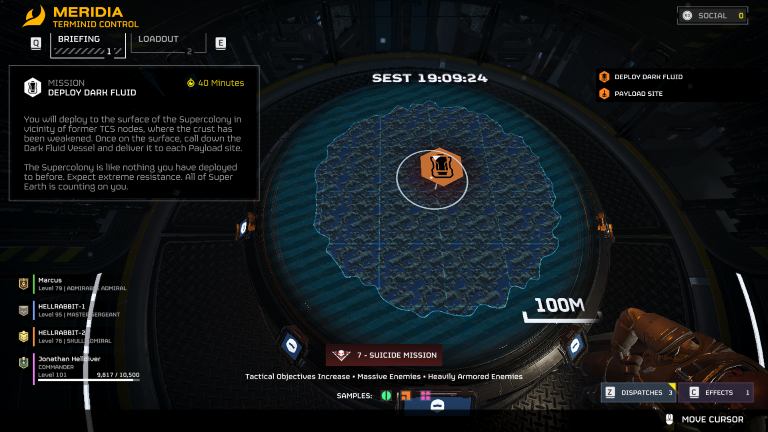 MERIDIA
TERMINID CONTROL
SOCIAL 0
Q BRIEFING 1 LOADOUT 2 E
MISSION
DEPLOY DARK FLUID
40 Minutes
You will deploy to the surface of the Supercolony in
vicinity of former TCS nodes, where the crust has
been weakened. Once on the surface, call down the
Dark Fluid Vessel and deliver it to each Payload site.
The Supercolony is like nothing you have deployed
to before. Expect extreme resistance. All of Super
Earth is counting on you.
SEST 19:09:24
DEPLOY DARK FLUID
PAYLOAD SITE
100M
Marcus
Level 79 | ADMIRABLE ADMIRAL
HELLRABBIT-1
Level 95 | MASTER SERGEANT
HELLRABBIT-2
Level 76 | SKULL ADMIRAL
Jonathan Helldiver
COMMANDER
Level 101 9,817 / 10,500
7 - SUICIDE MISSION
Tactical Objectives Increase • Massive Enemies • Heavily Armored Enemies
SAMPLES:
Z DISPATCHES 3
C EFFECTS 1
MOVE CURSOR